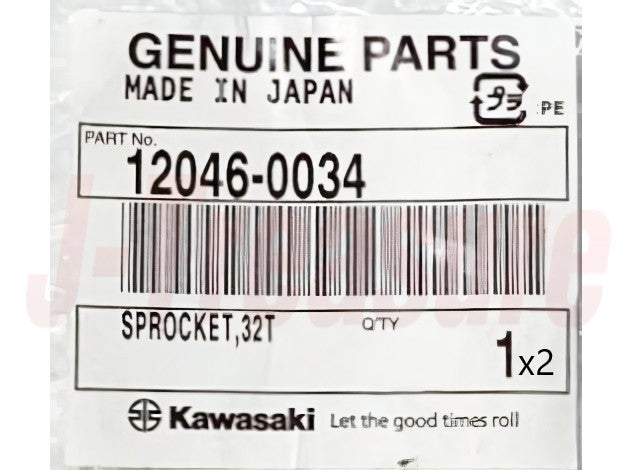 GENUINE PARTS
MADE IN JAPAN
プラ PE
PART No.
12046-0034
SPROCKET,32T Q'TY
1x2
Kawasaki Let the good times roll
J-Treasure